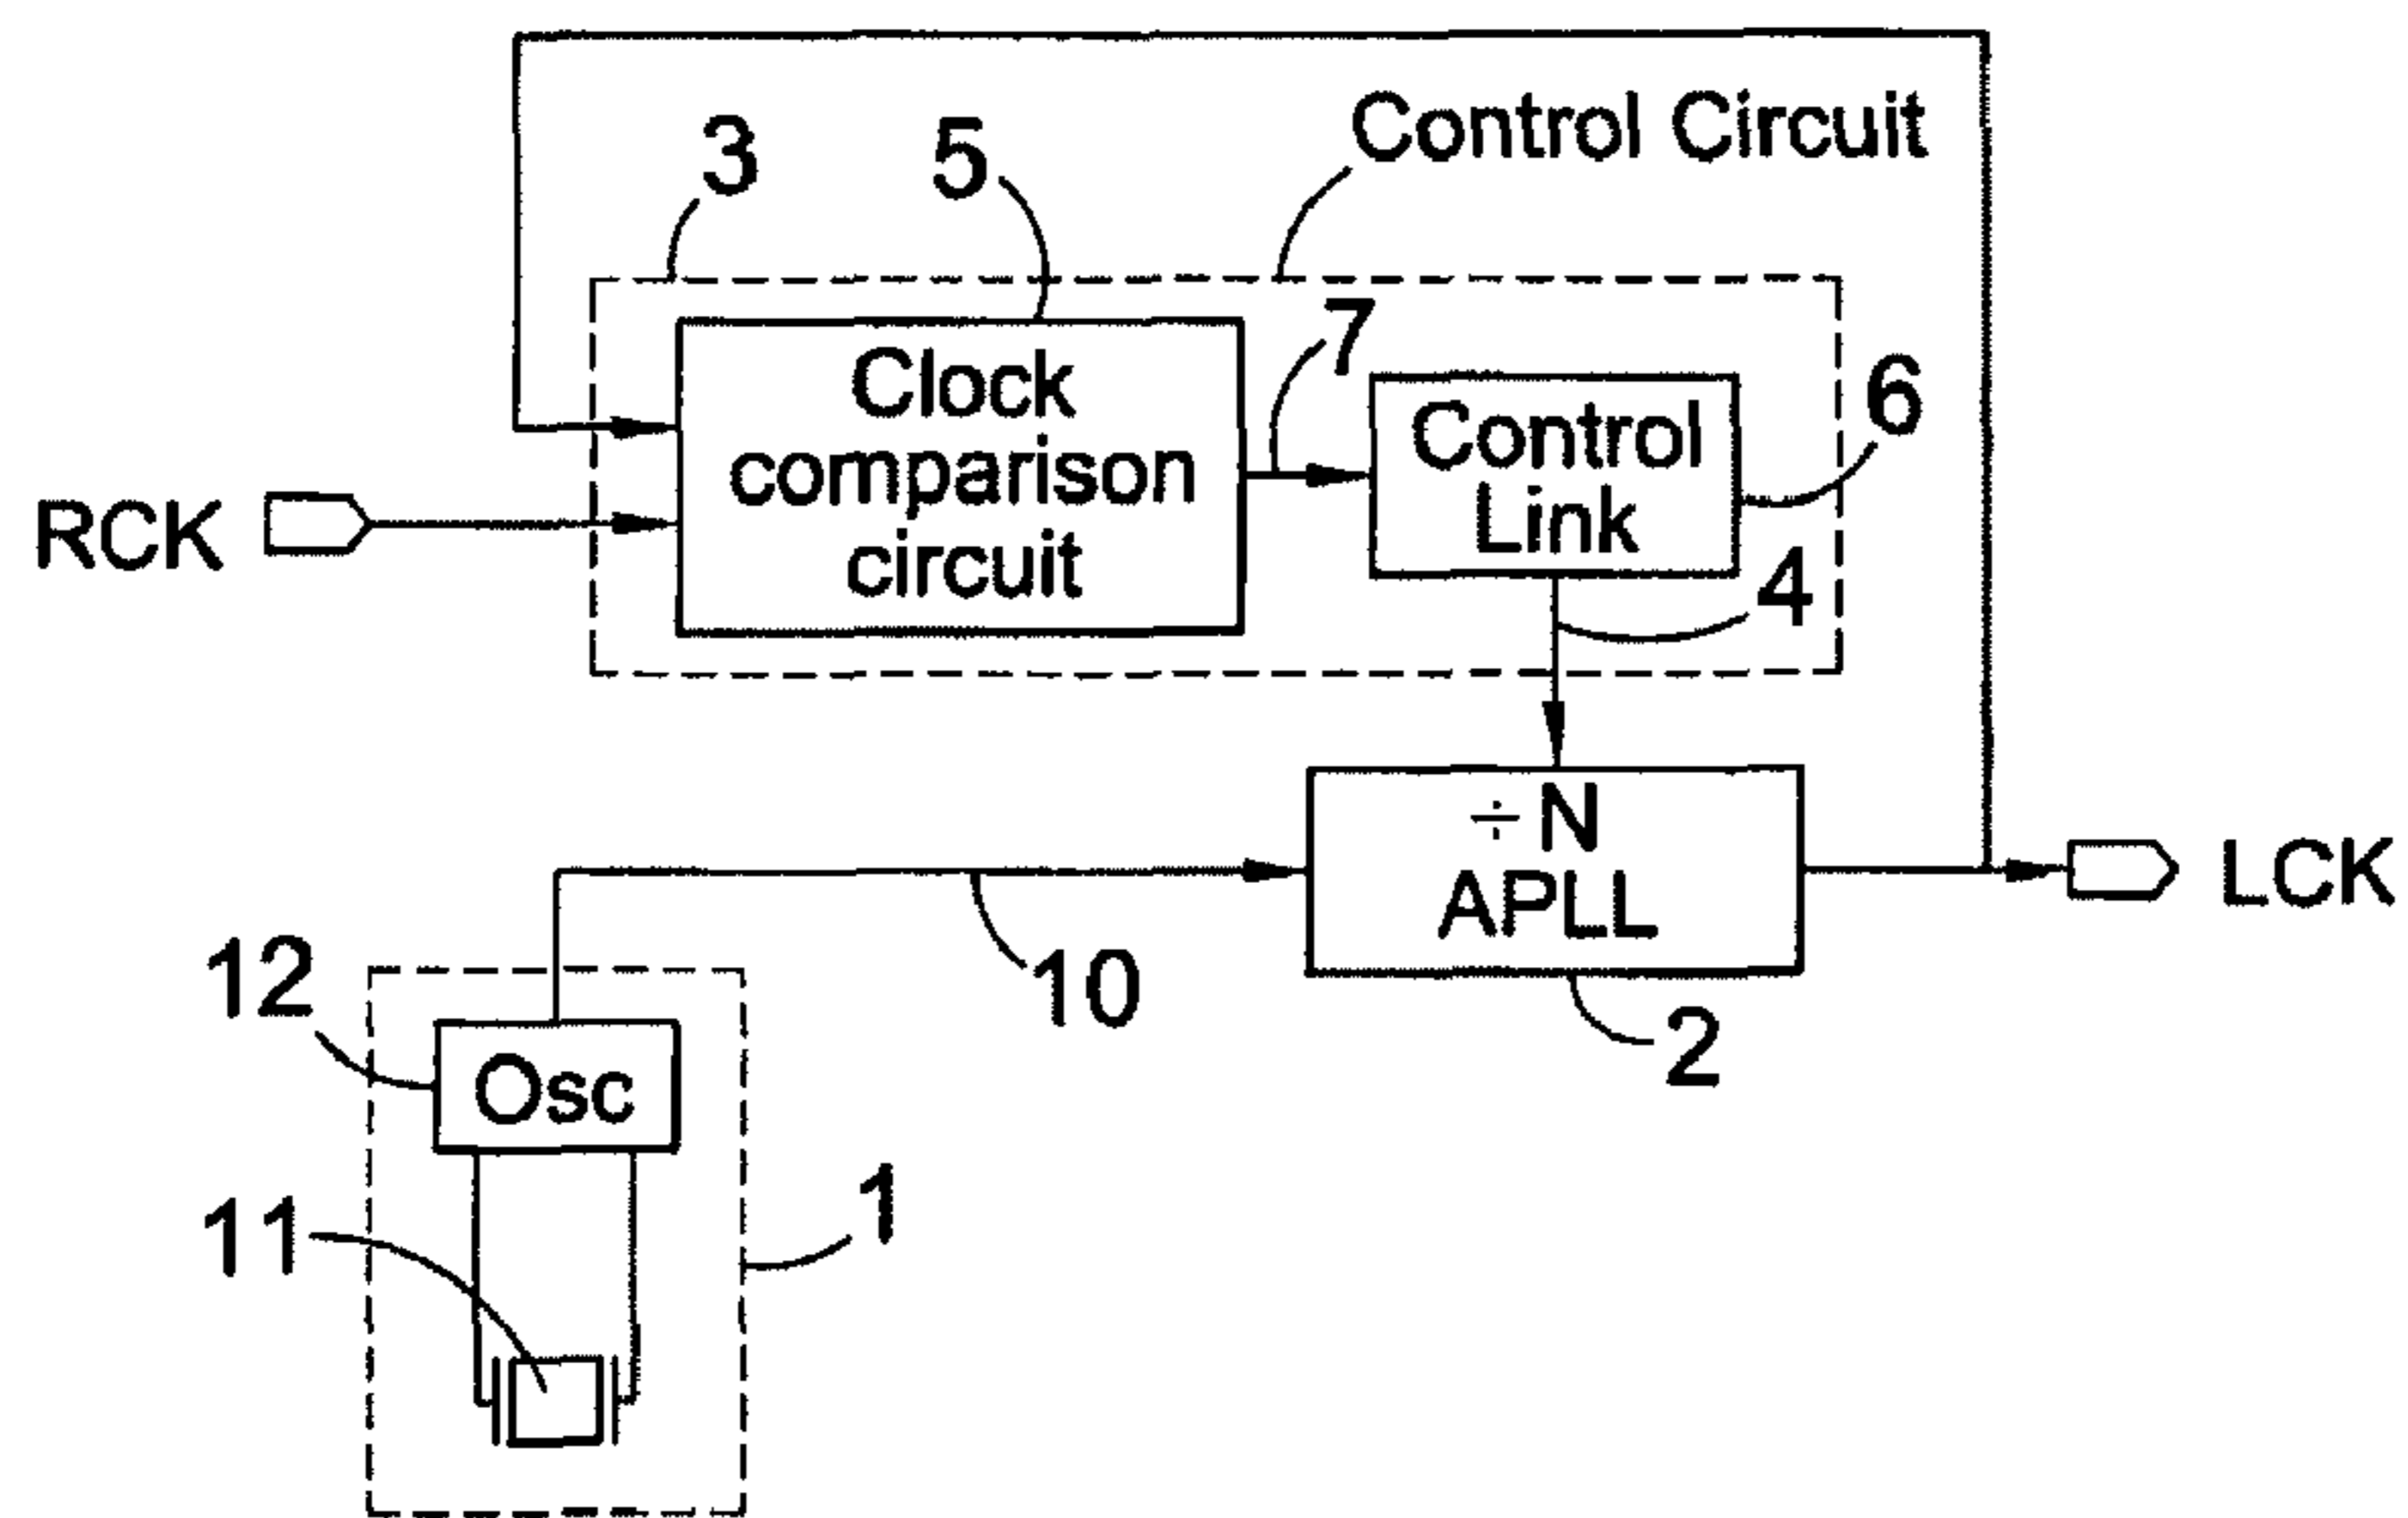 Control Circuit
3
5
7
Clock
comparison
circuit
Control
Link
6
RCK
4
÷ N
APLL
LCK
12
10
2
Osc
11
1